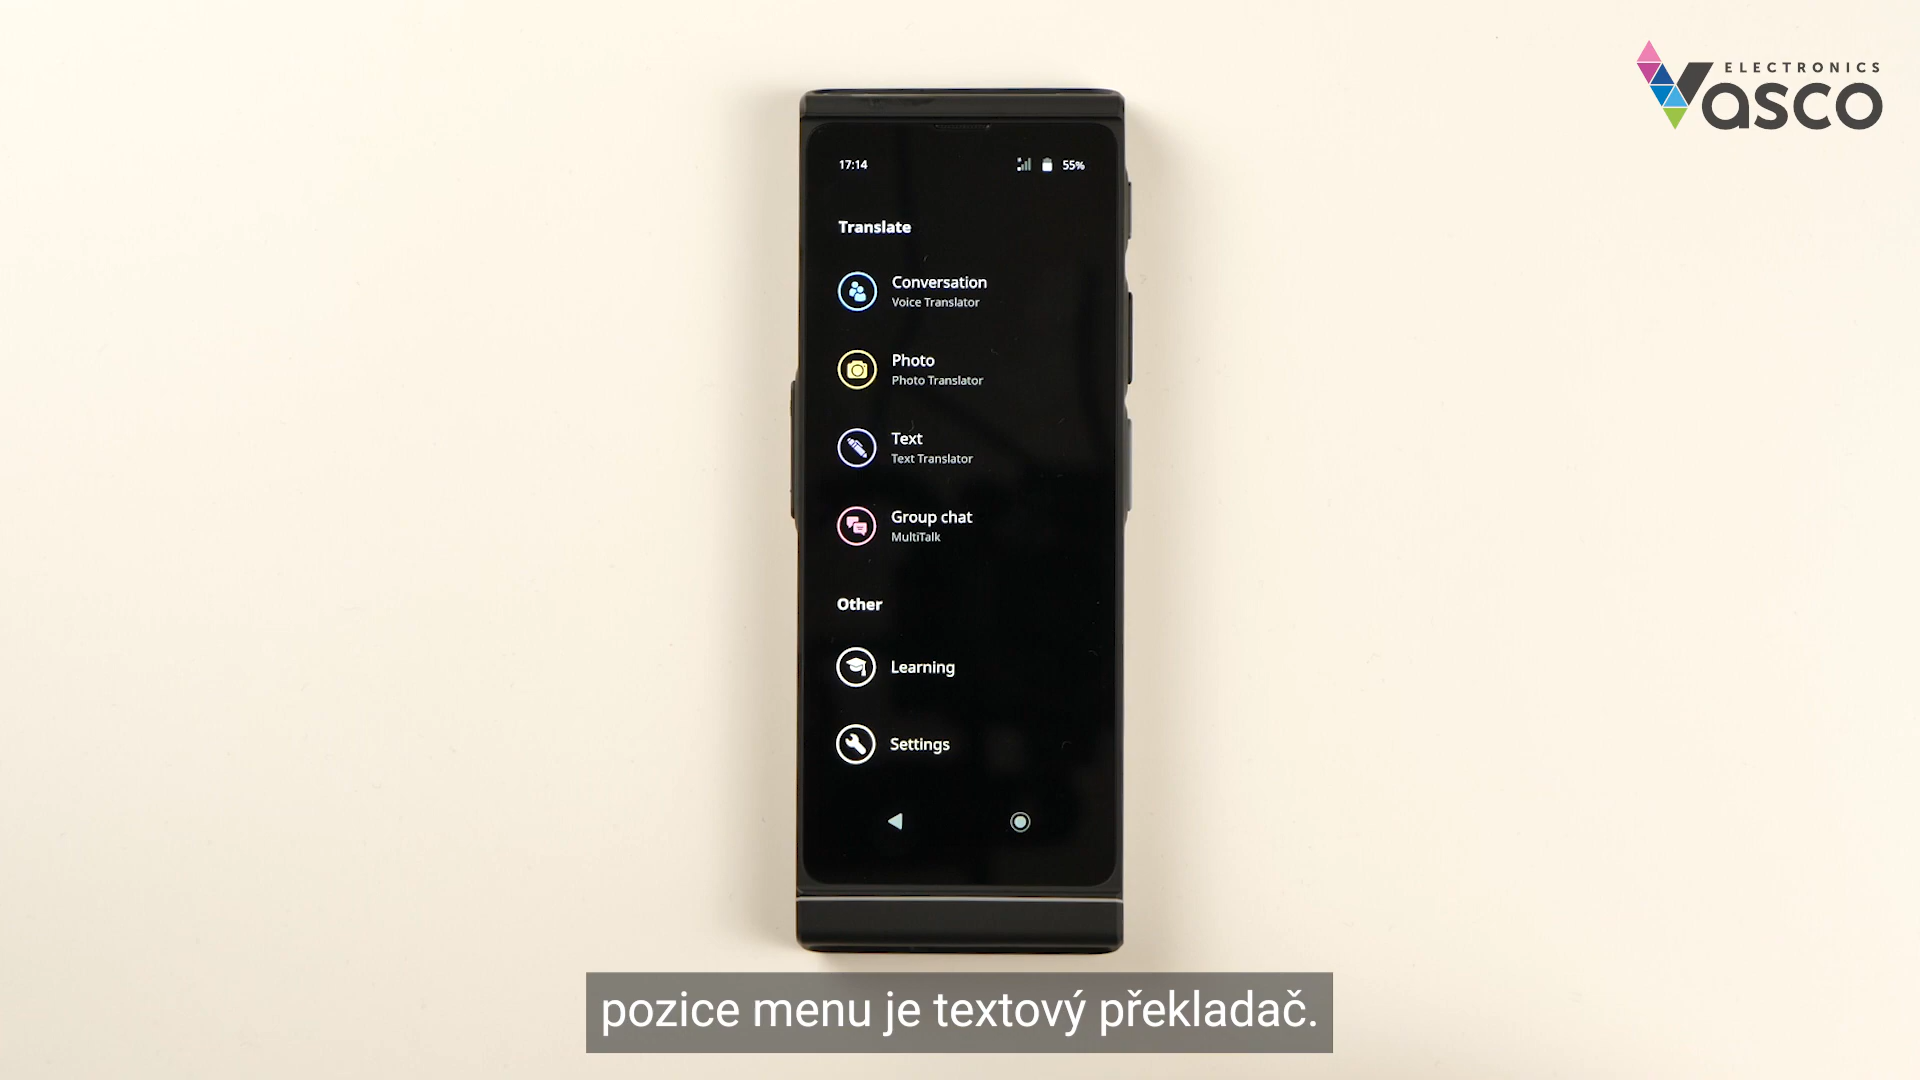 ELECTRONICS
Vasco
17:14
55%
Translate
Conversation
Voice Translator
Photo
Photo Translator
Text
Text Translator
Group chat
MultiTalk
Other
Learning
Settings
pozice menu je textový překladač.